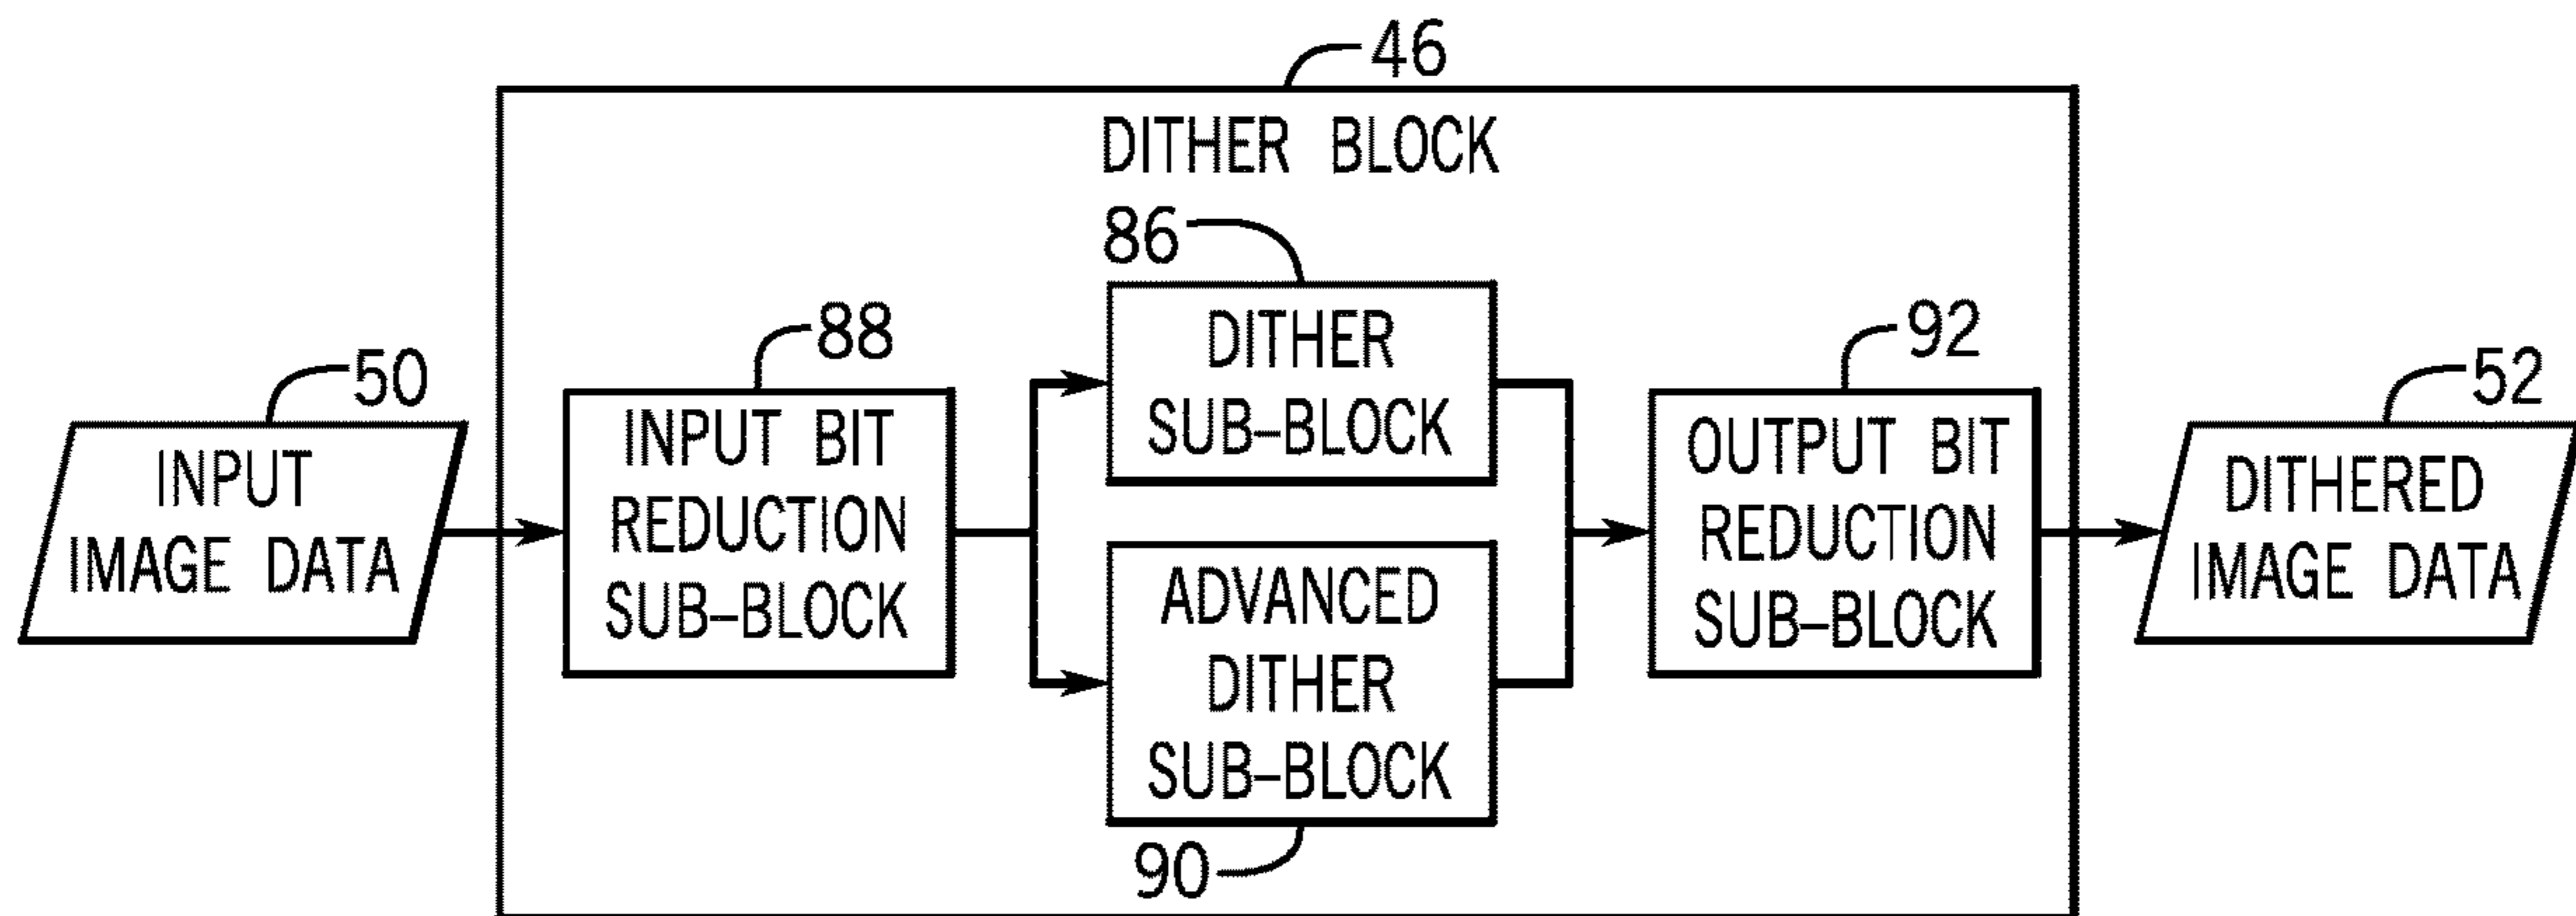 46
DITHER BLOCK
50
INPUT
IMAGE DATA
88
INPUT BIT
REDUCTION
SUB-BLOCK
86
DITHER
SUB-BLOCK
ADVANCED
DITHER
SUB-BLOCK
90
92
OUTPUT BIT
REDUCTION
SUB-BLOCK
52
DITHERED
IMAGE DATA